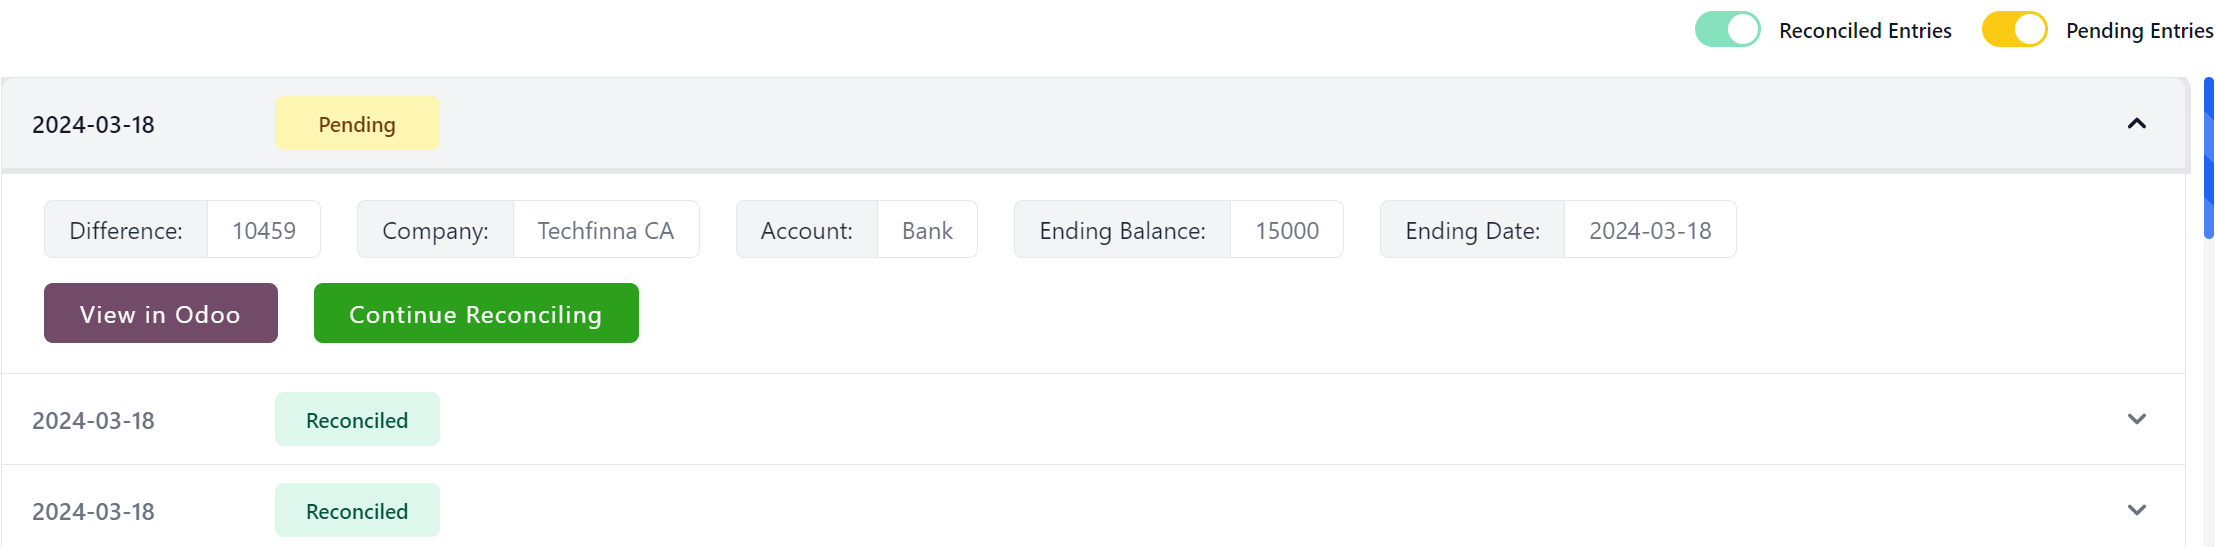 Reconciled Entries Pending Entries
2024-03-18 Pending
Difference: 10459 Company: Techfinna CA Account: Bank Ending Balance: 15000 Ending Date: 2024-03-18
View in Odoo Continue Reconciling
2024-03-18 Reconciled
2024-03-18 Reconciled